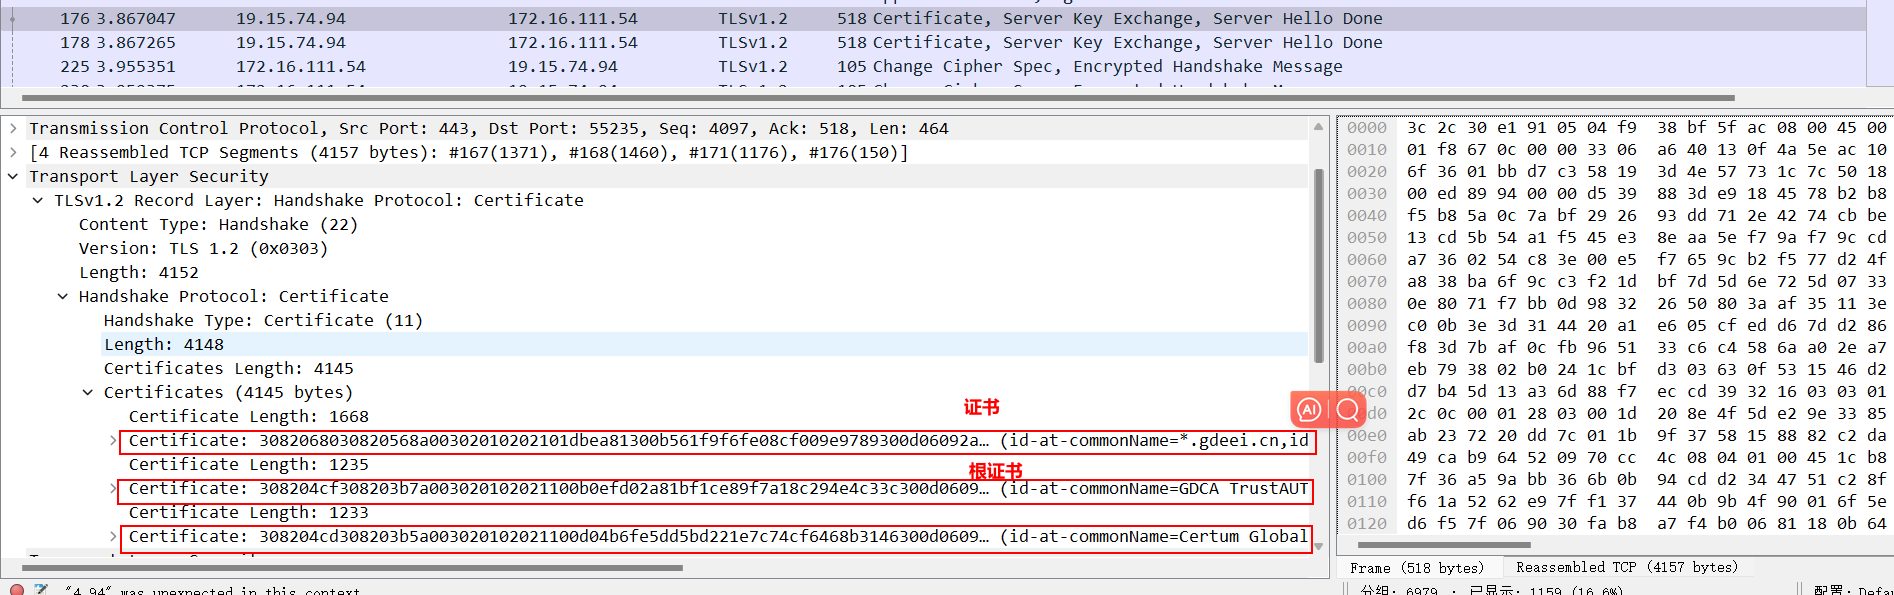 176 3.867047 19.15.74.94 172.16.111.54 TLSv1.2 518 Certificate, Server Key Exchange, Server Hello Done
178 3.867265 19.15.74.94 172.16.111.54 TLSv1.2 518 Certificate, Server Key Exchange, Server Hello Done
225 3.955351 172.16.111.54 19.15.74.94 TLSv1.2 105 Change Cipher Spec, Encrypted Handshake Message
Transmission Control Protocol, Src Port: 443, Dst Port: 55235, Seq: 4097, Ack: 518, Len: 464
[4 Reassembled TCP Segments (4157 bytes): #167(1371), #168(1460), #171(1176), #176(150)]
Transport Layer Security
TLSv1.2 Record Layer: Handshake Protocol: Certificate
Content Type: Handshake (22)
Version: TLS 1.2 (0x0303)
Length: 4152
Handshake Protocol: Certificate
Handshake Type: Certificate (11)
Length: 4148
Certificates Length: 4145
Certificates (4145 bytes)
证书
Certificate Length: 1668
Certificate: 3082068030820568a00302010202101dbea81300b561f9f6fe08cf009e9789300d06092a… (id-at-commonName=*.gdeei.cn,id
Certificate Length: 1235
根证书
Certificate: 308204cf308203b7a003020102021100b0efd02a81bf1ce89f7a18c294e4c33c300d0609… (id-at-commonName=GDCA TrustAUT
Certificate Length: 1233
Certificate: 308204cd308203b5a003020102021100d04b6fe5dd5bd221e7c74cf6468b3146300d0609… (id-at-commonName=Certum Global
0000 3c 2c 30 e1 91 05 04 f9 38 bf 5f ac 08 00 45 00
0010 01 f8 67 0c 00 00 33 06 a6 40 13 0f 4a 5e ac 10
0020 6f 36 01 bb d7 c3 58 19 3d 4e 57 73 1c 7c 50 18
0030 00 ed 89 94 00 00 d5 39 88 3d e9 18 45 78 b2 b8
0040 f5 b8 5a 0c 7a bf 29 26 93 dd 71 2e 42 74 cb be
0050 13 cd 5b 54 a1 f5 45 e3 8e aa 5e f7 9a f7 9c cd
0060 a7 36 02 54 c8 3e 00 e5 f7 65 9c b2 f5 77 d2 4f
0070 a8 38 ba 6f 9c c3 f2 1d bf 7d 5d 6e 72 5d 07 33
0080 0e 80 71 f7 bb 0d 98 32 26 50 80 3a af 35 11 3e
0090 c0 0b 3e 3d 31 44 20 a1 e6 05 cf ed d6 7d d2 86
00a0 f8 3d 7b af 0c fb 96 51 33 c6 c4 58 6a a0 2e a7
00b0 eb 79 38 02 b0 24 1c bf d3 03 63 0f 53 15 46 d2
00c0 d7 b4 5d 13 a3 6d 88 f7 ec cd 39 32 16 03 03 01
AI
00d0 2c 0c 00 01 28 03 00 1d 20 8e 4f 5d e2 9e 33 85
00e0 ab 23 72 20 dd 7c 01 1b 9f 37 58 15 88 82 c2 da
00f0 49 ca b9 64 52 09 70 cc 4c 08 04 01 00 45 1c b8
0100 7f 36 a5 9a bb 36 6b 0b 94 cd d2 34 47 51 c2 8f
0110 f6 1a 52 62 e9 7f f1 37 44 0b 9b 4f 90 01 6f 5e
0120 d6 f5 7f 06 90 30 fa b8 a7 f4 b0 06 81 18 0b 64
Frame (518 bytes) Reassembled TCP (4157 bytes)
"4.94" was unexpected in this context
分组: 6979 · 已显示: 1159 (16.6%) 配置: Defau